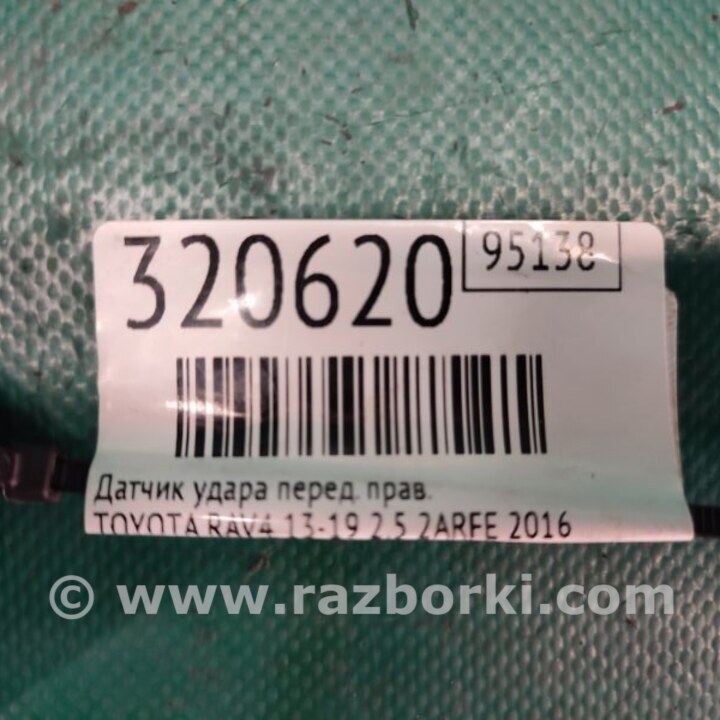 320620
95138
Датчик удара перед. прав.
TOYOTA RAV4 13-19 2.5 2ARFE 2016
© www.razborki.com